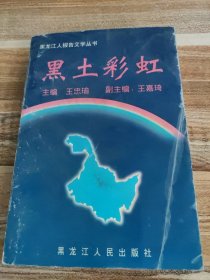 黑龙江人报告文学丛书
黑土彩虹
主编 王忠瑜 副主编·王嘉琦
黑龙江人民出版社